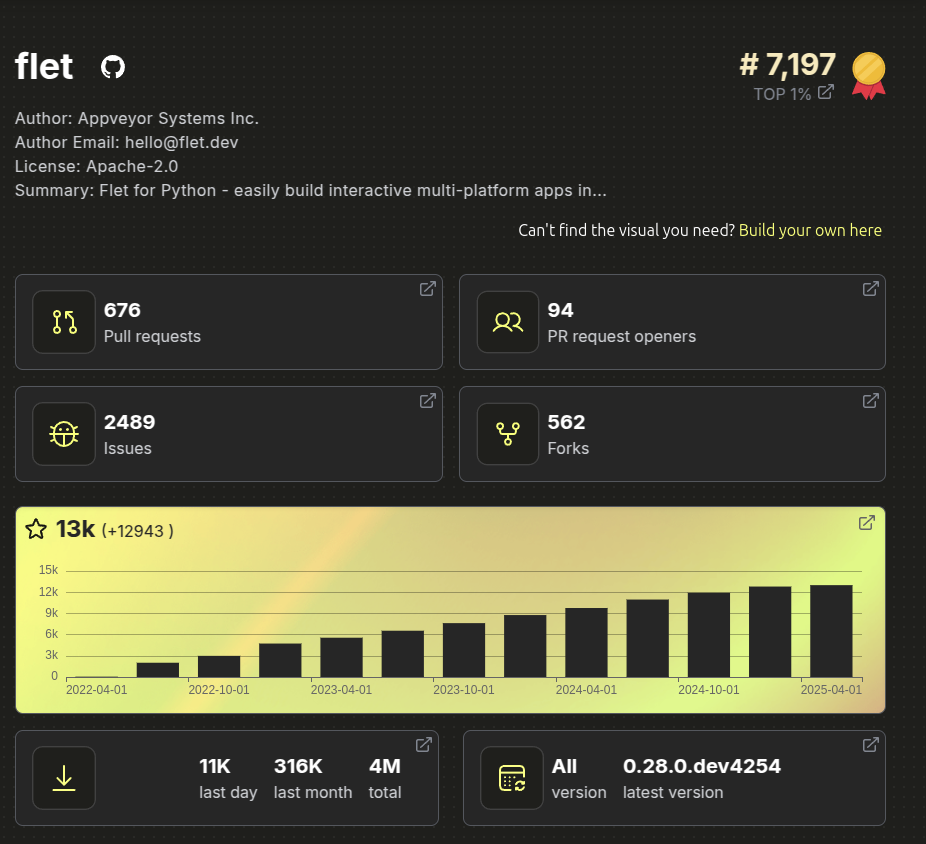 flet
# 7,197
TOP 1%
Author: Appveyor Systems Inc.
Author Email: hello@flet.dev
License: Apache-2.0
Summary: Flet for Python - easily build interactive multi-platform apps in...
Can't find the visual you need? Build your own here
676
Pull requests
94
PR request openers
2489
Issues
562
Forks
13k (+12943 )
15k
12k
9k
6k
3k
0
2022-04-01 2022-10-01 2023-04-01 2023-10-01 2024-04-01 2024-10-01 2025-04-01
11K 316K 4M
last day last month total
All 0.28.0.dev4254
version latest version